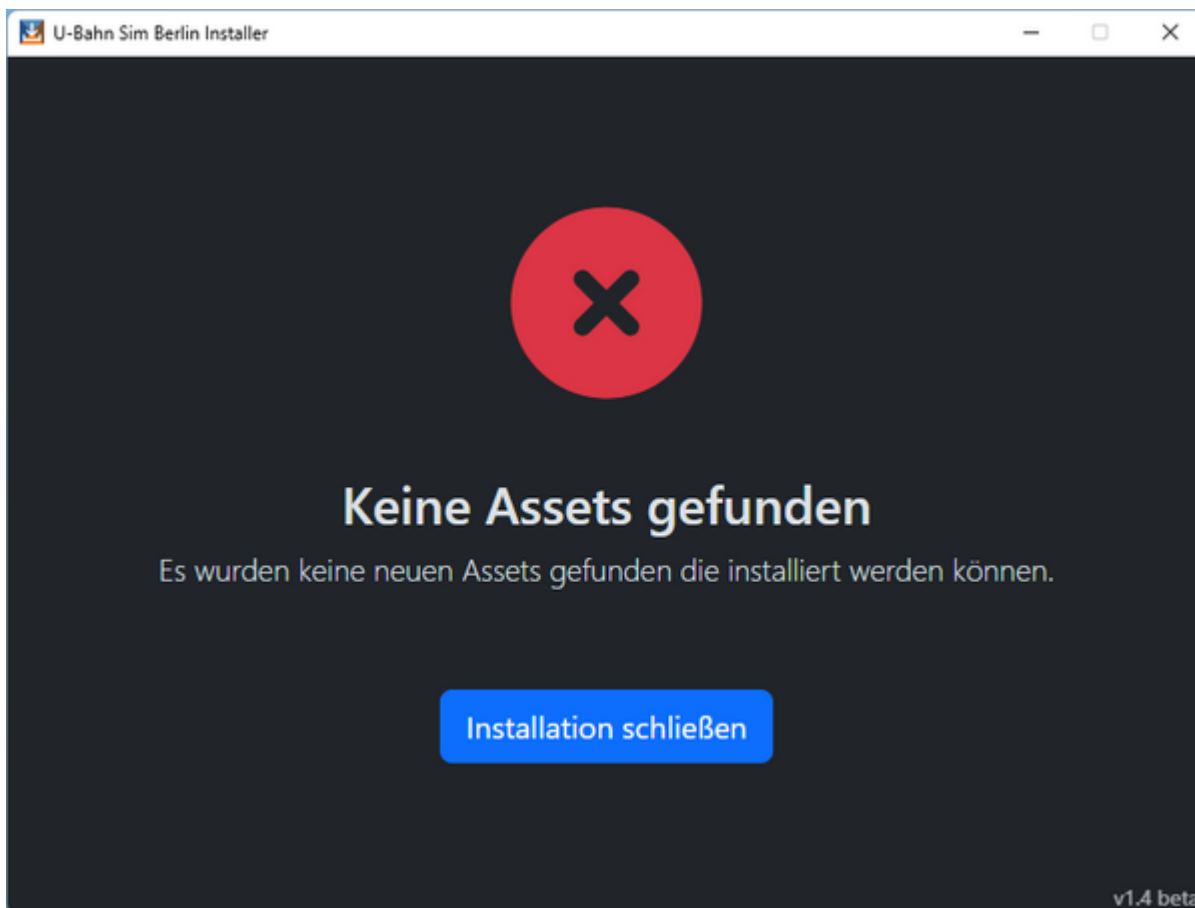 U-Bahn Sim Berlin Installer
Keine Assets gefunden
Es wurden keine neuen Assets gefunden die installiert werden können.
Installation schließen
v1.4 beta